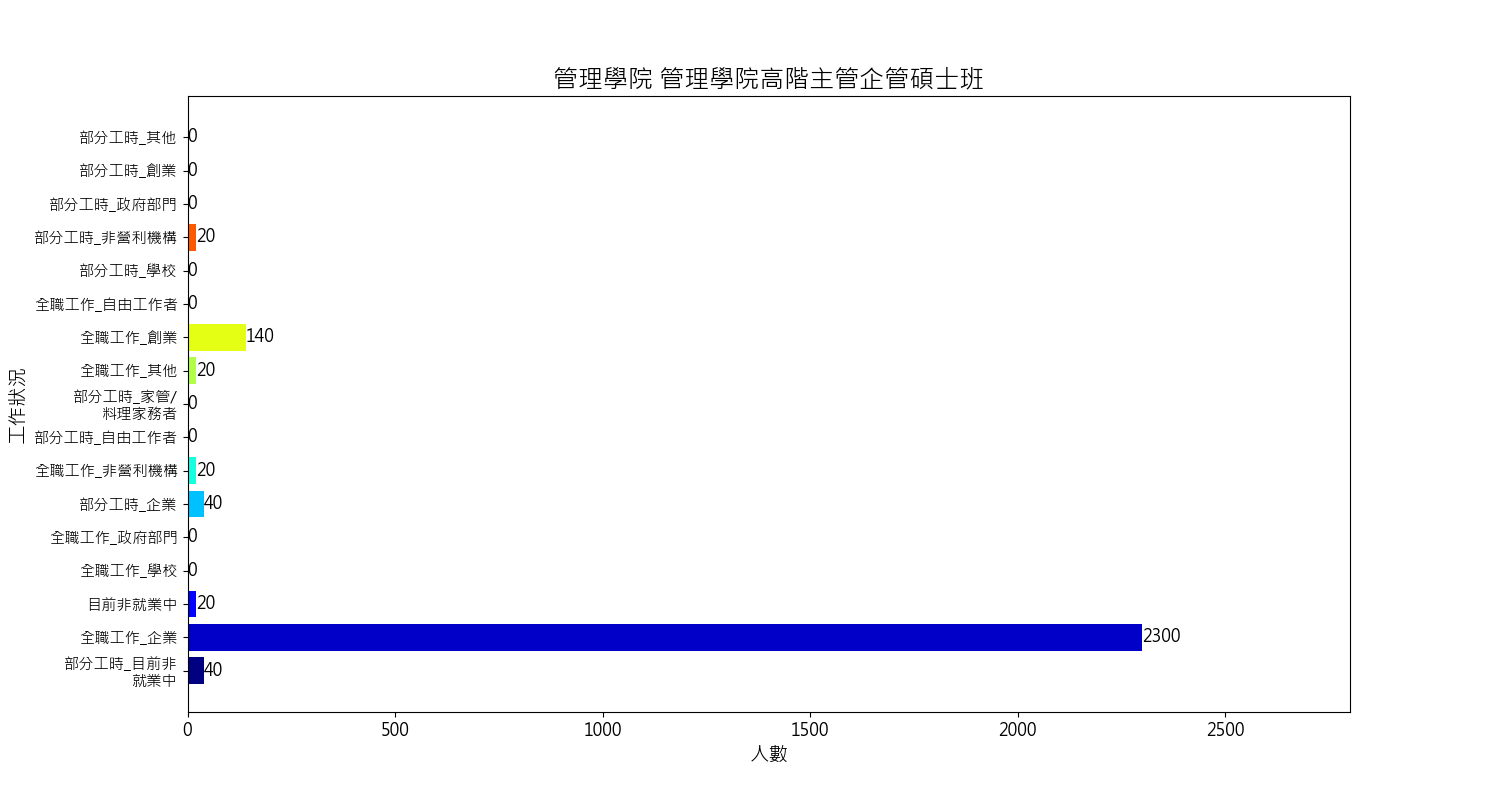 管理學院 管理學院高階主管企管碩士班
部分工時_其他
0
部分工時_創業
0
部分工時_政府部門
0
部分工時_非營利機構
20
部分工時_學校
0
全職工作_自由工作者
0
全職工作_創業
140
全職工作_其他
20
部分工時_家管/
料理家務者
0
部分工時_自由工作者
0
全職工作_非營利機構
20
部分工時_企業
40
全職工作_政府部門
0
全職工作_學校
0
目前非就業中
20
全職工作_企業
2300
部分工時_目前非
就業中
40
工作狀況
0 500 1000 1500 2000 2500
人數